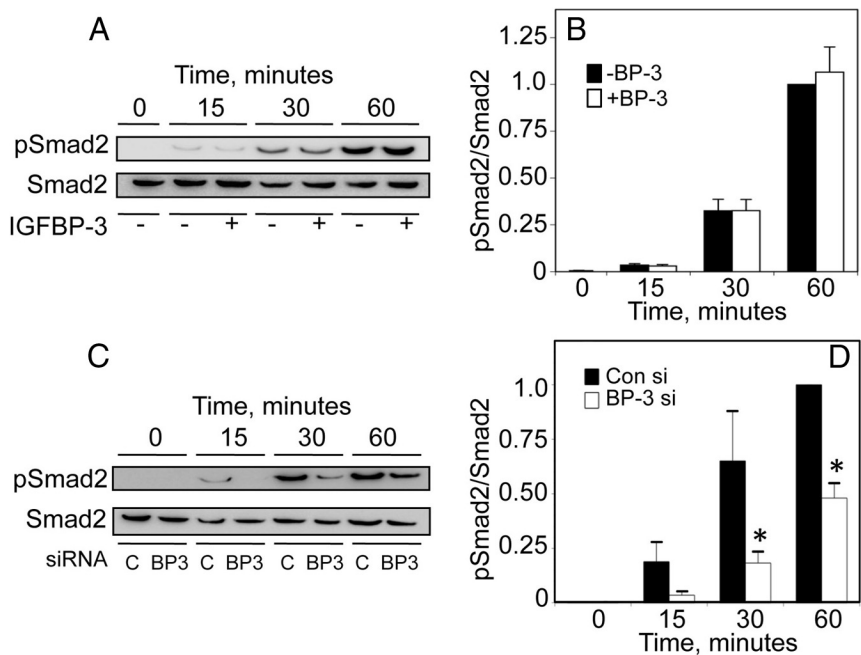 A
Time, minutes
0 15 30 60
pSmad2
Smad2
IGFBP-3 - - + - + - +
B
1.25
1.0
0.75
0.50
0.25
0
pSmad2/Smad2
-BP-3
+BP-3
0 15 30 60
Time, minutes
C
Time, minutes
0 15 30 60
pSmad2
Smad2
siRNA C BP3 C BP3 C BP3 C BP3
D
1.0
0.75
0.50
0.25
0
pSmad2/Smad2
Con si
BP-3 si
*
*
0 15 30 60
Time, minutes